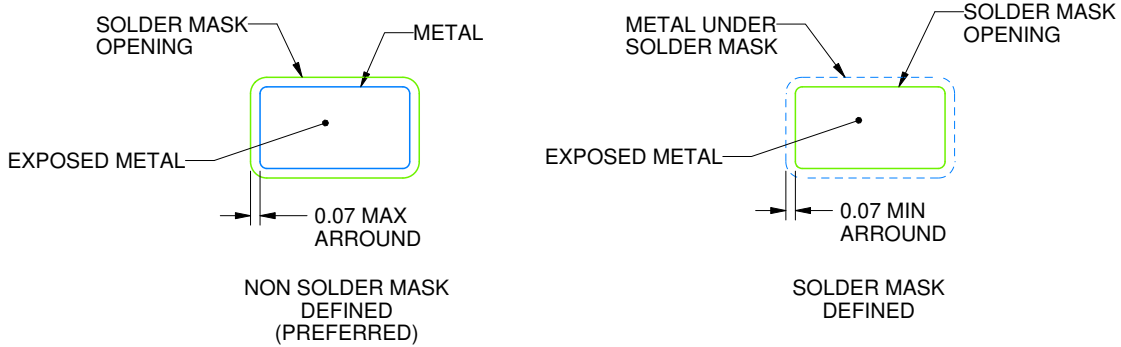 SOLDER MASK
OPENING
METAL
EXPOSED METAL
0.07 MAX
ARROUND
NON SOLDER MASK
DEFINED
(PREFERRED)
METAL UNDER
SOLDER MASK
SOLDER MASK
OPENING
EXPOSED METAL
0.07 MIN
ARROUND
SOLDER MASK
DEFINED